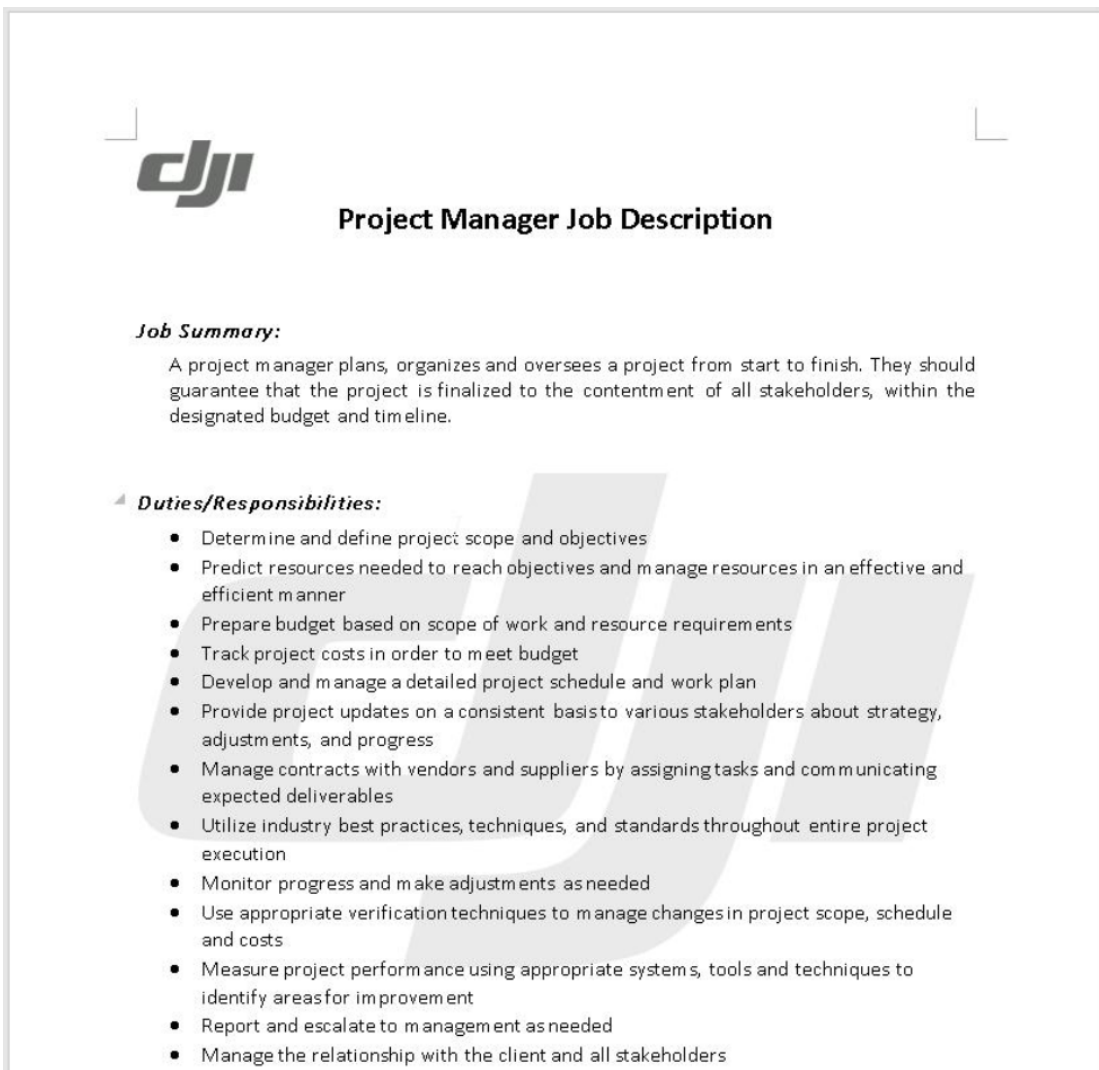 dji
Project Manager Job Description
Job Summary:
A project manager plans, organizes and oversees a project from start to finish. They should
guarantee that the project is finalized to the contentment of all stakeholders, within the
designated budget and timeline.
Duties/Responsibilities:
● Determine and define project scope and objectives
● Predict resources needed to reach objectives and manage resources in an effective and
efficient manner
● Prepare budget based on scope of work and resource requirements
● Track project costs in order to meet budget
● Develop and manage a detailed project schedule and work plan
● Provide project updates on a consistent basis to various stakeholders about strategy,
adjustments, and progress
● Manage contracts with vendors and suppliers by assigning tasks and communicating
expected deliverables
● Utilize industry best practices, techniques, and standards throughout entire project
execution
● Monitor progress and make adjustments as needed
● Use appropriate verification techniques to manage changes in project scope, schedule
and costs
● Measure project performance using appropriate systems, tools and techniques to
identify areas for improvement
● Report and escalate to management as needed
● Manage the relationship with the client and all stakeholders
dji